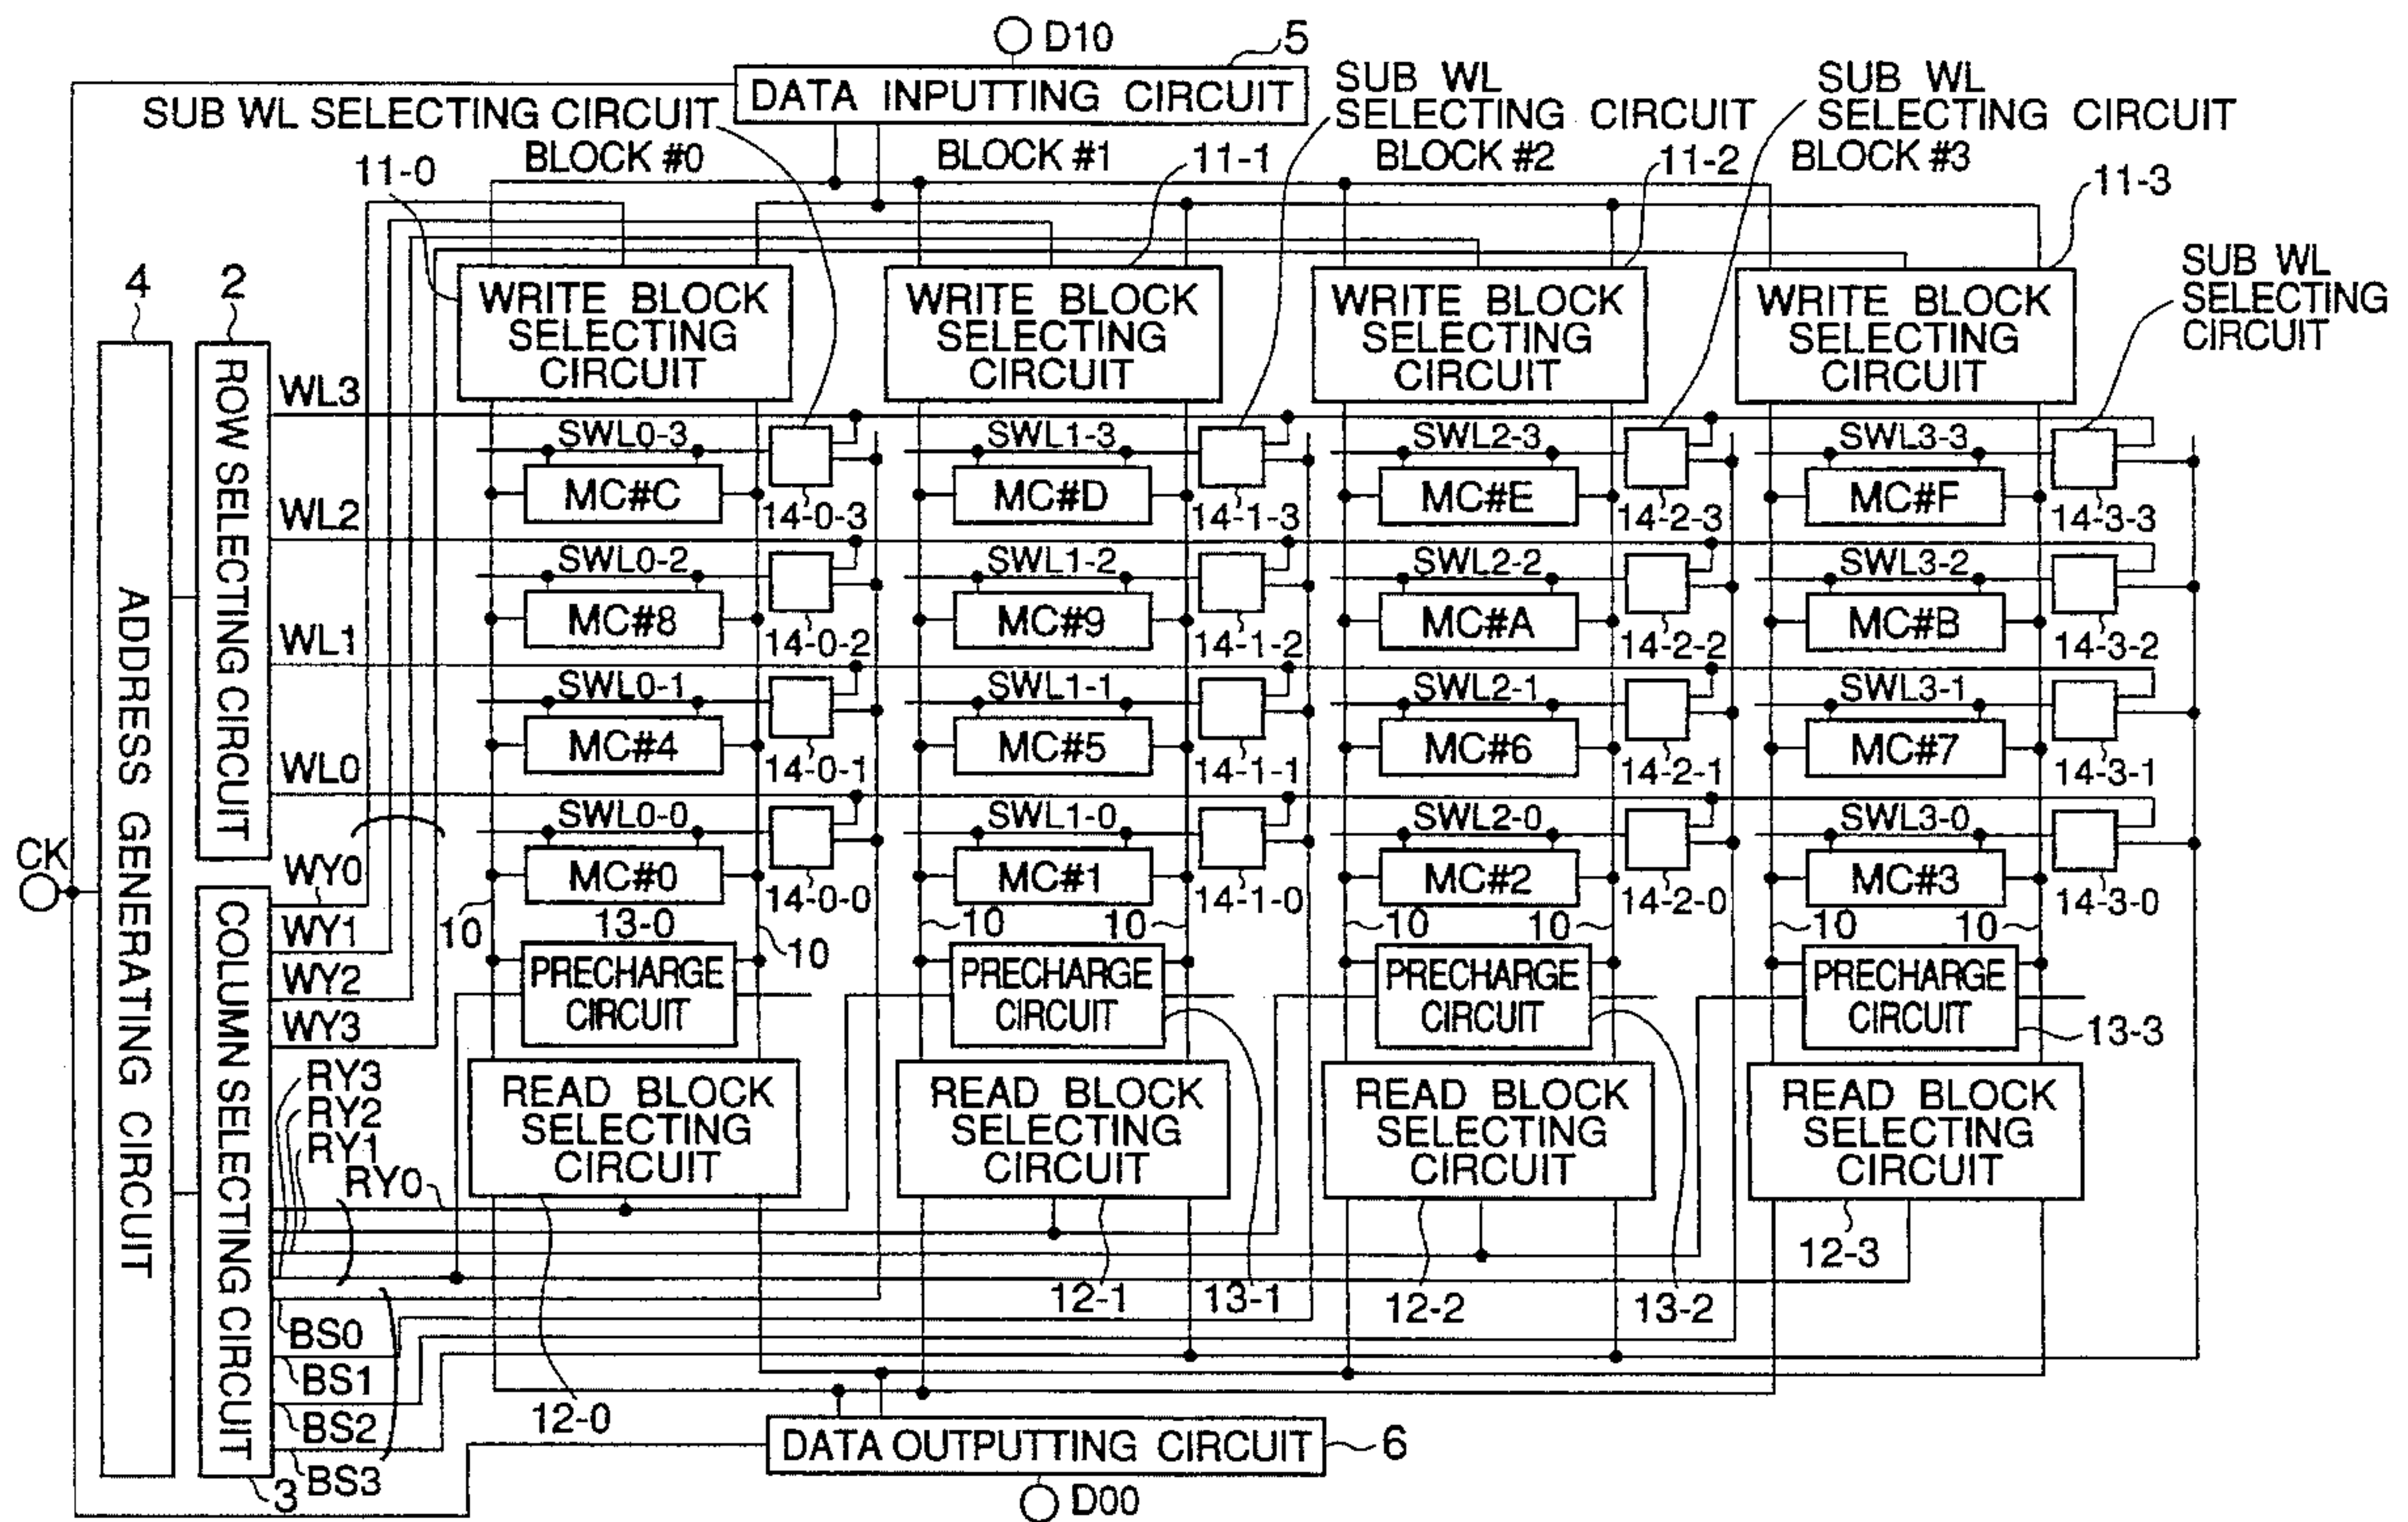 D10
5
DATA INPUTTING CIRCUIT
SUB WL SELECTING CIRCUIT
SUB WL
SELECTING CIRCUIT
SUB WL
SELECTING CIRCUIT
BLOCK #0
BLOCK #1
BLOCK #2
BLOCK #3
11-0
11-1
11-2
11-3
SUB WL
SELECTING
CIRCUIT
4
2
WRITE BLOCK
SELECTING
CIRCUIT
WRITE BLOCK
SELECTING
CIRCUIT
WRITE BLOCK
SELECTING
CIRCUIT
WRITE BLOCK
SELECTING
CIRCUIT
ADDRESS GENERATING CIRCUIT
ROW SELECTING CIRCUIT
WL3
SWL0-3
SWL1-3
SWL2-3
SWL3-3
MC#C
MC#D
MC#E
MC#F
14-0-3
14-1-3
14-2-3
14-3-3
WL2
SWL0-2
SWL1-2
SWL2-2
SWL3-2
MC#8
MC#9
MC#A
MC#B
14-0-2
14-1-2
14-2-2
14-3-2
WL1
SWL0-1
SWL1-1
SWL2-1
SWL3-1
MC#4
MC#5
MC#6
MC#7
14-0-1
14-1-1
14-2-1
14-3-1
WL0
SWL0-0
SWL1-0
SWL2-0
SWL3-0
MC#0
MC#1
MC#2
MC#3
14-0-0
14-1-0
14-2-0
14-3-0
CK
COLUMN SELECTING CIRCUIT
WY0
WY1
WY2
WY3
10
13-0
10
10
10
10
10
10
10
PRECHARGE
CIRCUIT
PRECHARGE
CIRCUIT
PRECHARGE
CIRCUIT
PRECHARGE
CIRCUIT
13-3
RY3
RY2
RY1
RY0
READ BLOCK
SELECTING
CIRCUIT
READ BLOCK
SELECTING
CIRCUIT
READ BLOCK
SELECTING
CIRCUIT
READ BLOCK
SELECTING
CIRCUIT
12-3
12-1
13-1
12-2
13-2
BS0
BS1
BS2
BS3
12-0
3
DATA OUTPUTTING CIRCUIT
6
D00